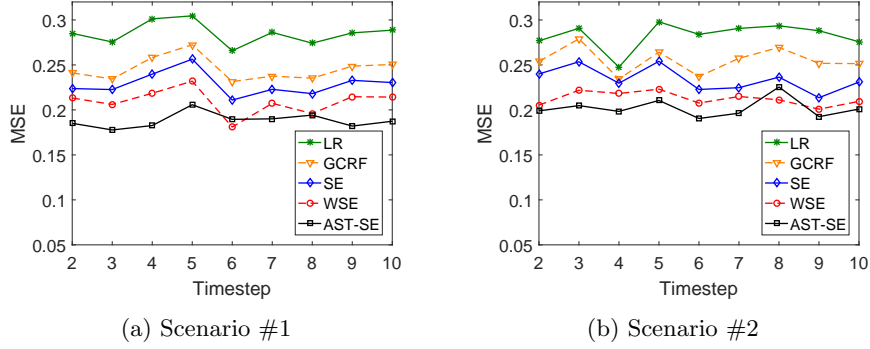 0.3
0.25
0.2
0.15
0.1
0.05
MSE
LR
GCRF
SE
WSE
AST-SE
2 3 4 5 6 7 8 9 10
Timestep
(a) Scenario #1
0.3
0.25
0.2
0.15
0.1
0.05
MSE
LR
GCRF
SE
WSE
AST-SE
2 3 4 5 6 7 8 9 10
Timestep
(b) Scenario #2